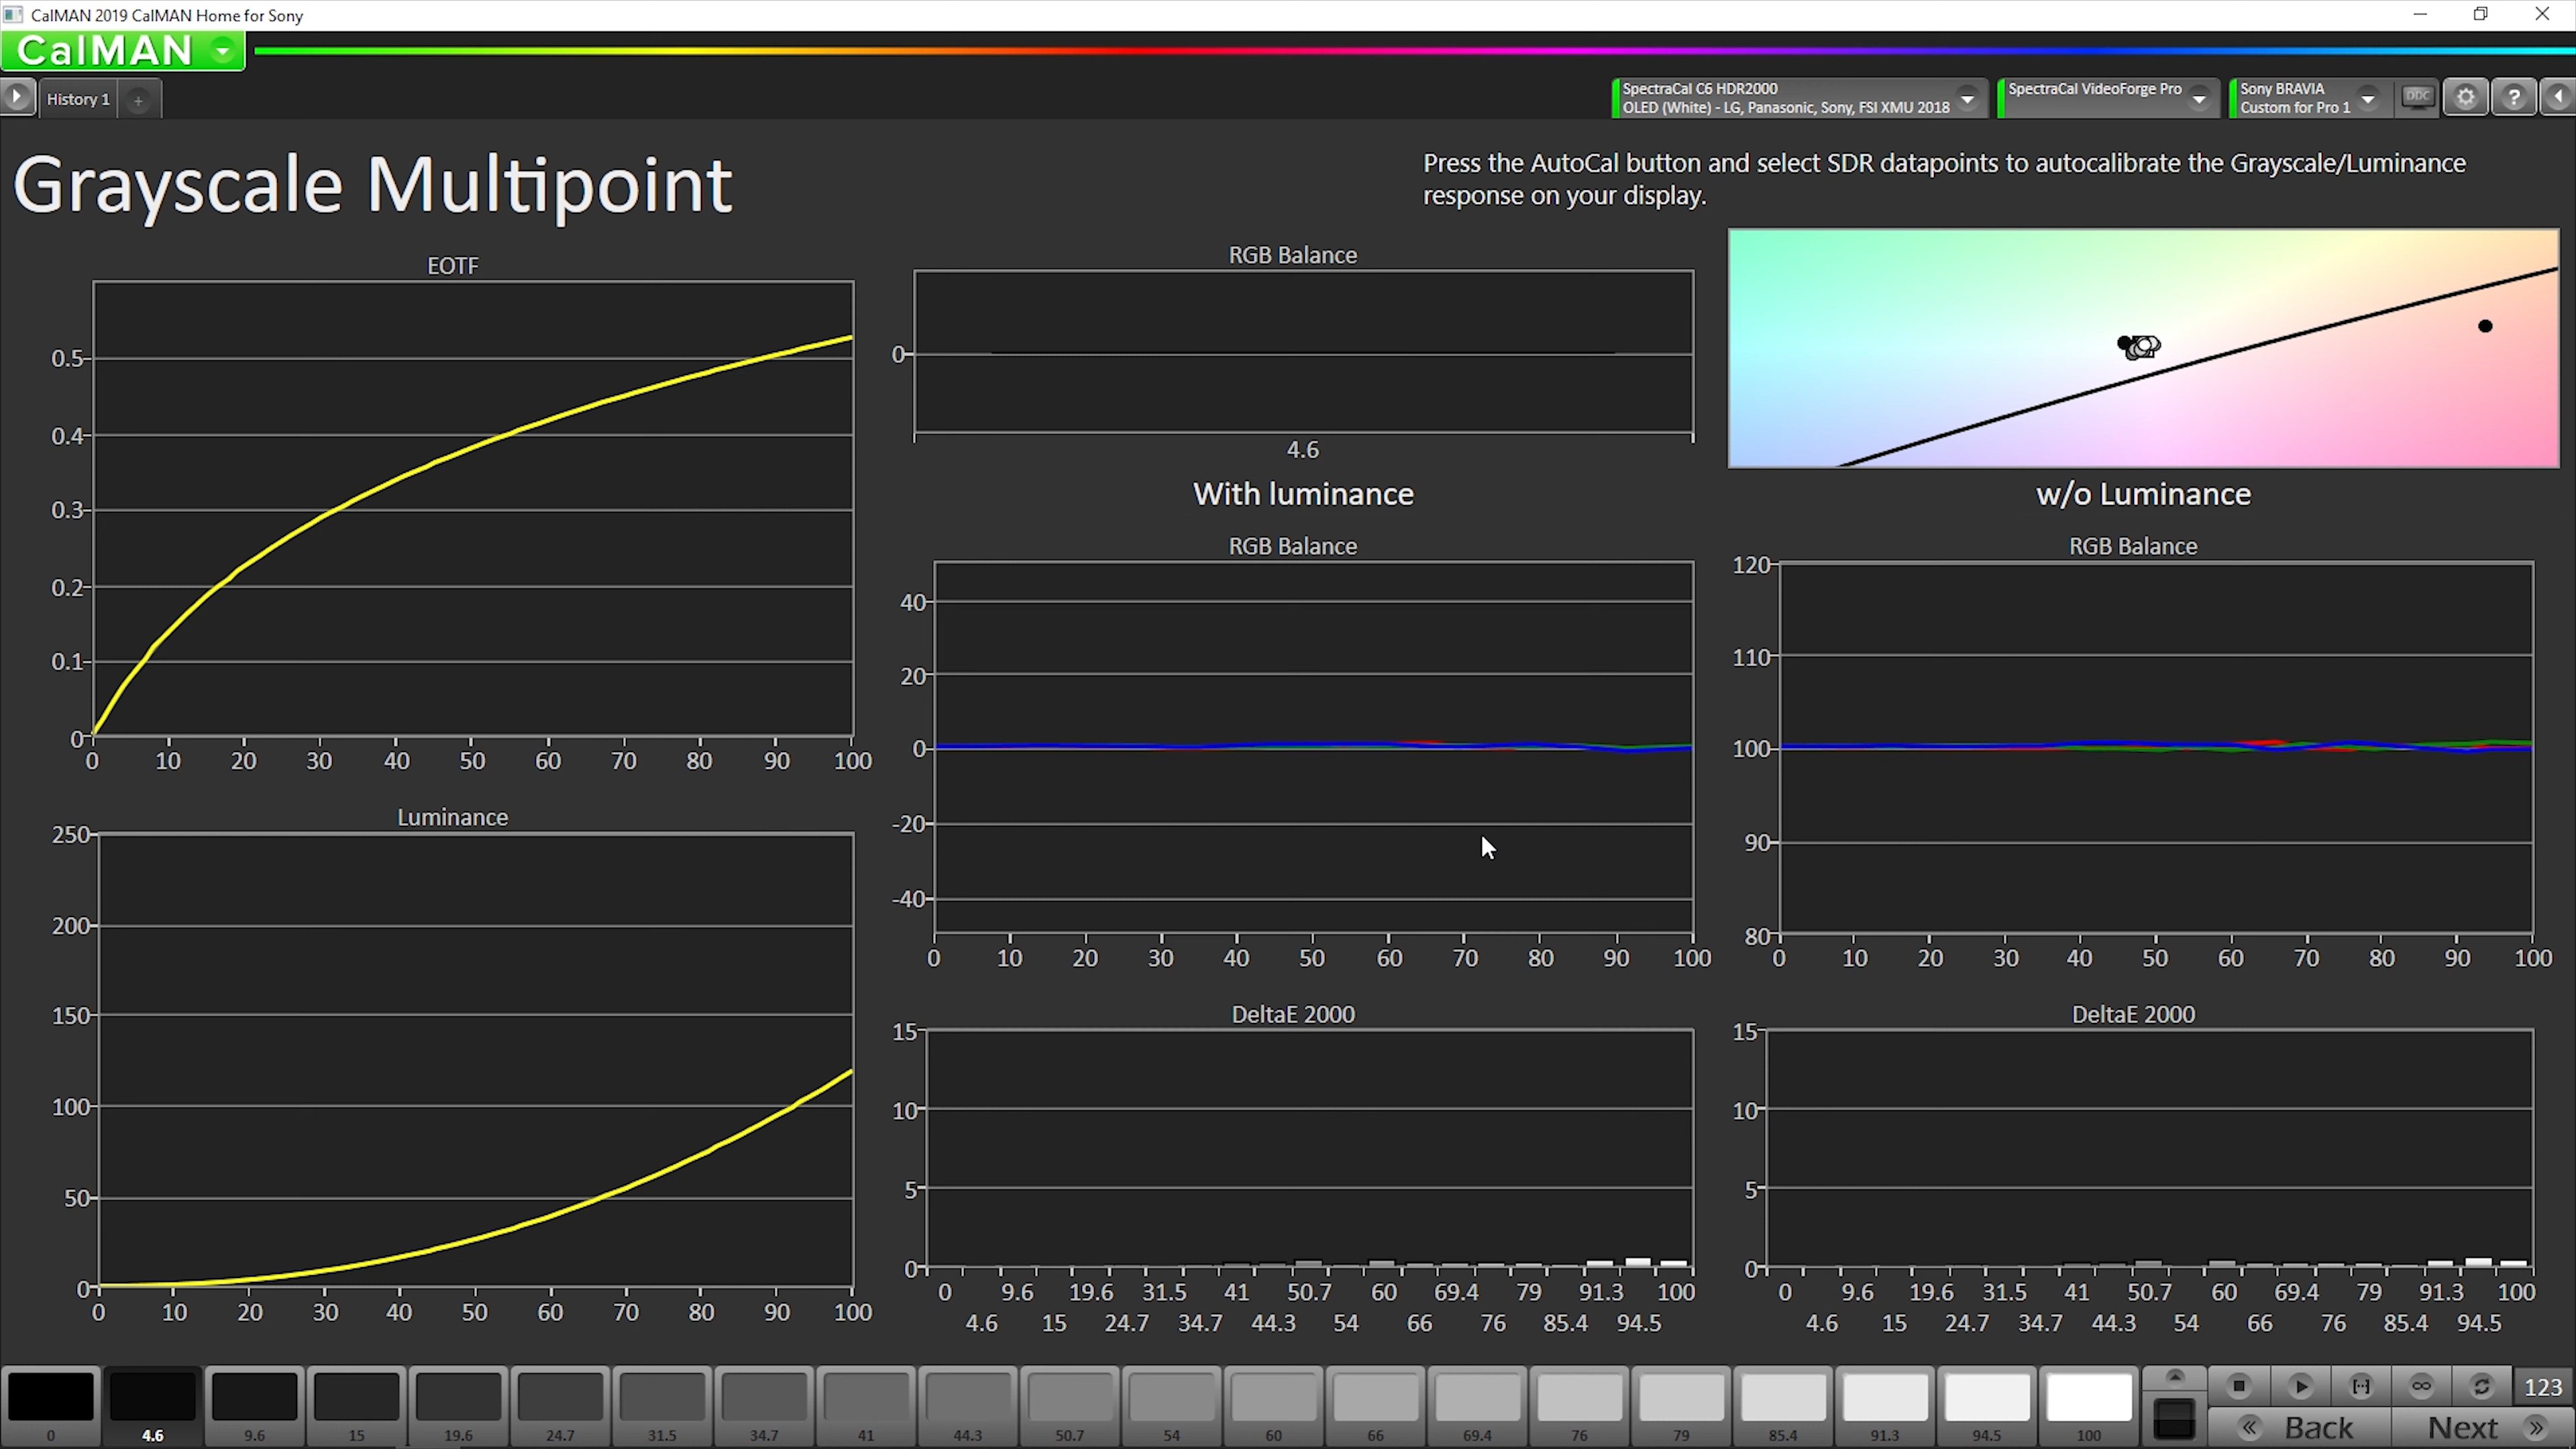 CalMAN 2019 CalMAN Home for Sony
CalMAN
History 1
+
SpectraCal C6 HDR2000
OLED (White) - LG, Panasonic, Sony, FSI XMU 2018
SpectraCal VideoForge Pro
Sony BRAVIA
Custom for Pro 1
DDC
?
Grayscale Multipoint
Press the AutoCal button and select SDR datapoints to autocalibrate the Grayscale/Luminance
response on your display.
EOTF
0.5
0.4
0.3
0.2
0.1
0
0 10 20 30 40 50 60 70 80 90 100
RGB Balance
0
4.6
With luminance
w/o Luminance
RGB Balance
40
20
0
-20
-40
0 10 20 30 40 50 60 70 80 90 100
RGB Balance
120
110
100
90
80
0 10 20 30 40 50 60 70 80 90 100
Luminance
250
200
150
100
50
0
0 10 20 30 40 50 60 70 80 90 100
DeltaE 2000
15
10
5
0
0 9.6 19.6 31.5 41 50.7 60 69.4 79 91.3 100
4.6 15 24.7 34.7 44.3 54 66 76 85.4 94.5
DeltaE 2000
15
10
5
0
0 9.6 19.6 31.5 41 50.7 60 69.4 79 91.3 100
4.6 15 24.7 34.7 44.3 54 66 76 85.4 94.5
0 4.6 9.6 15 19.6 24.7 31.5 34.7 41 44.3 50.7 54 60 66 69.4 76 79 85.4 91.3 94.5 100
123
Back
Next